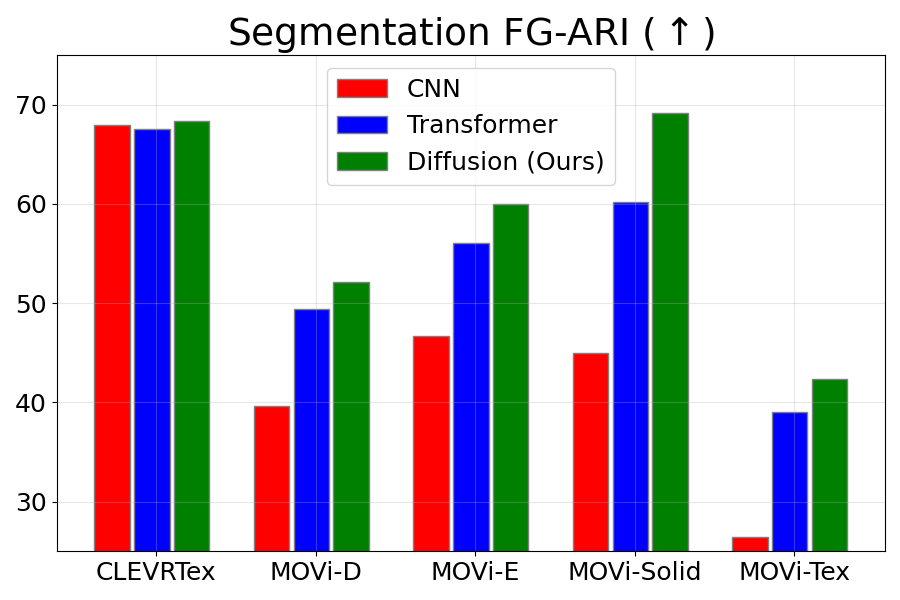 Segmentation FG-ARI ( ↑ )
CNN
Transformer
Diffusion (Ours)
70
60
50
40
30
CLEVRTex MOVi-D MOVi-E MOVi-Solid MOVi-Tex